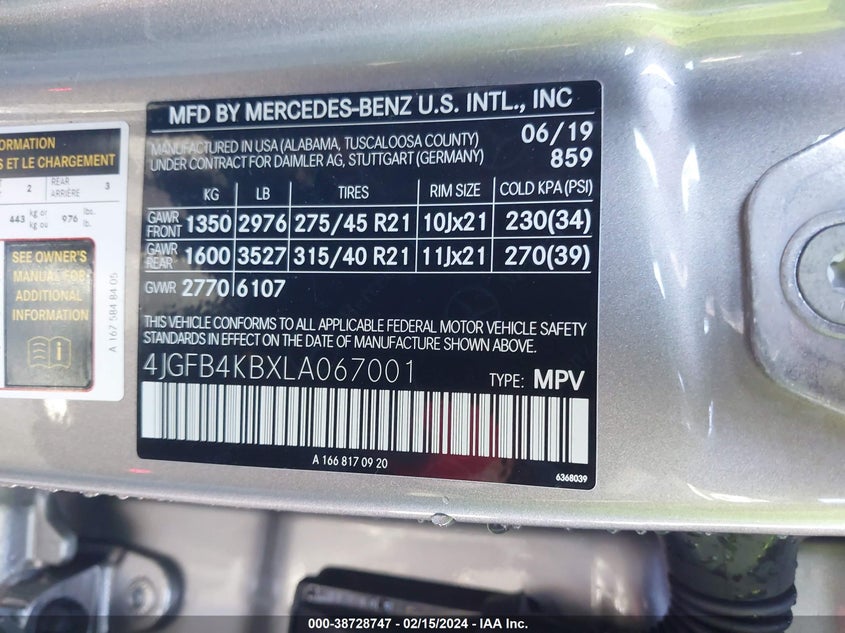 ORMATION
S ET LE CHARGEMENT
2 REAR ARRIÈRE 3
443 kg or kg ou 976 lbs. lb.
SEE OWNER'S
MANUAL FOR
ADDITIONAL
INFORMATION
A 167 584 84 05
MFD BY MERCEDES-BENZ U.S. INTL., INC
MANUFACTURED IN USA (ALABAMA, TUSCALOOSA COUNTY) 06/19
UNDER CONTRACT FOR DAIMLER AG, STUTTGART (GERMANY) 859
KG LB TIRES RIM SIZE COLD KPA (PSI)
GAWR FRONT 1350 2976 275/45 R21 10Jx21 230(34)
GAWR REAR 1600 3527 315/40 R21 11Jx21 270(39)
GVWR 2770 6107
THIS VEHICLE CONFORMS TO ALL APPLICABLE FEDERAL MOTOR VEHICLE SAFETY
STANDARDS IN EFFECT ON THE DATE OF MANUFACTURE SHOWN ABOVE.
4JGFB4KBXLA067001 TYPE: MPV
A 166 817 09 20
6368039
000-38728747 - 02/15/2024 - IAA Inc.